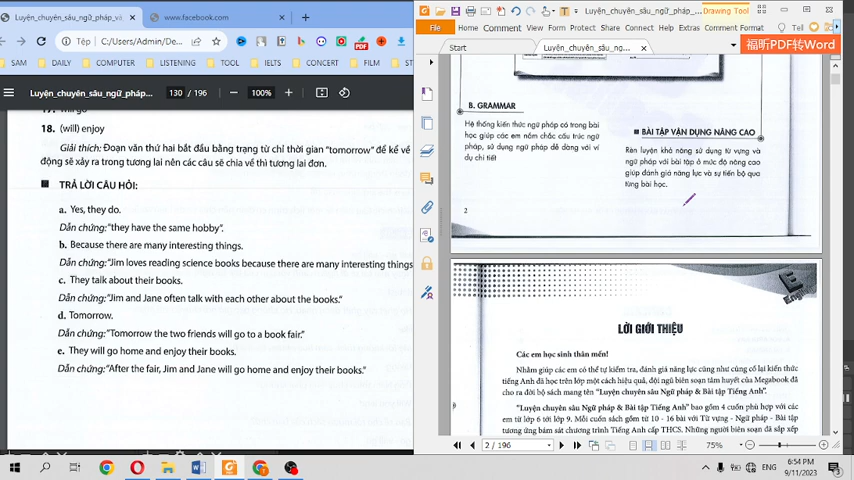 Luyện_chuyên_sâu_ngữ_pháp_và
www.facebook.com
Tệp
C:/Users/Admin/De...
SAM
DAILY
COMPUTER
LISTENING
TOOL
IELTS
CONCERT
FILM
Luyện_chuyên_sâu_ngữ_pháp...
130 / 196
100%
18. (will) enjoy
Giải thích: Đoạn văn thứ hai bắt đầu bằng trạng từ chỉ thời gian "tomorrow" để kể về
động sẽ xảy ra trong tương lai nên các câu sẽ chia về thì tương lai đơn.
TRẢ LỜI CÂU HỎI:
a. Yes, they do.
Dẫn chứng: "they have the same hobby".
b. Because there are many interesting things.
Dẫn chứng: "Jim loves reading science books because there are many interesting things
c. They talk about their books.
Dẫn chứng: "Jim and Jane often talk with each other about the books."
d. Tomorrow.
Dẫn chứng: "Tomorrow the two friends will go to a book fair."
e. They will go home and enjoy their books.
Dẫn chứng: "After the fair, Jim and Jane will go home and enjoy their books."
Luyện_chuyên_sâu_ngữ_pháp_...
Drawing Tools
File
Home
Comment
View
Form
Protect
Share
Connect
Help
Extras
Comment Format
Tell
Start
Luyện_chuyên_sâu_ng...
福昕PDF转Word
B. GRAMMAR
Hệ thống kiến thức ngữ pháp có trong bài
học giúp các em nắm chắc cấu trúc ngữ
pháp, sử dụng ngữ pháp dễ dàng với ví
dụ chi tiết
BÀI TẬP VẬN DỤNG NÂNG CAO
Rèn luyện khả năng sử dụng từ vựng và
ngữ pháp với bài tập ở mức độ nâng cao
giúp đánh giá năng lực và sự tiến bộ qua
từng bài học.
2
E
LỜI GIỚI THIỆU
Các em học sinh thân mến!
Nhằm giúp các em có thể tự kiểm tra, đánh giá năng lực cũng như củng cố lại kiến thức
tiếng Anh đã học trên lớp một cách hiệu quả, đội ngũ biên soạn tâm huyết của Megabook đã
cho ra đời bộ sách mang tên "Luyện chuyên sâu Ngữ pháp & Bài tập Tiếng Anh".
"Luyện chuyên sâu Ngữ pháp & Bài tập Tiếng Anh" bao gồm 4 cuốn phù hợp với các
em từ lớp 6 tới lớp 9. Mỗi cuốn sách gồm từ 10 - 16 bài với Từ vựng - Ngữ pháp - Bài tập
tương ứng bám sát chương trình Tiếng Anh cấp THCS. Những người biên soạn đã sắp xếp
2 / 196
75%
ENG
6:54 PM
9/11/2023